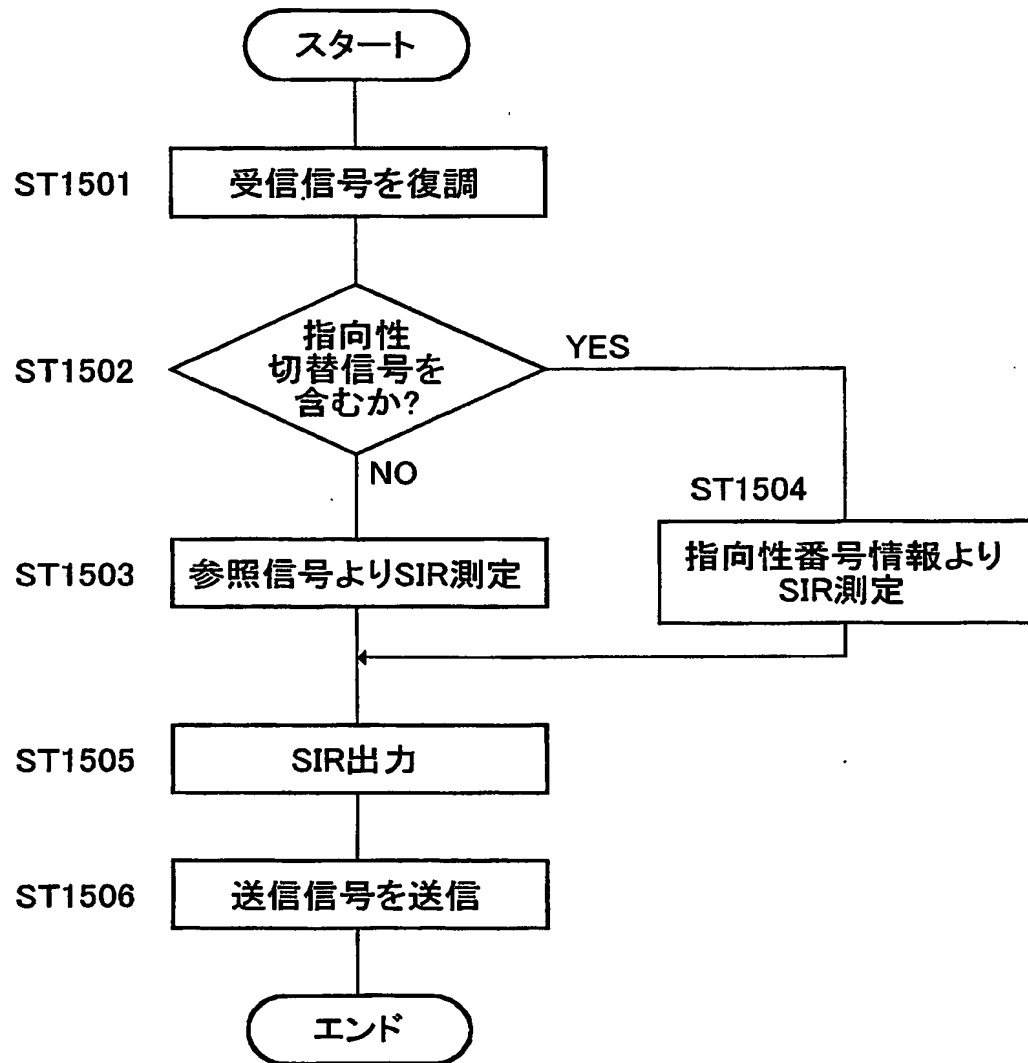 スタート
ST1501
受信信号を復調
ST1502
指向性
切替信号を
含むか?
YES
NO
ST1503
参照信号よりSIR測定
ST1504
指向性番号情報より
SIR測定
ST1505
SIR出力
ST1506
送信信号を送信
エンド